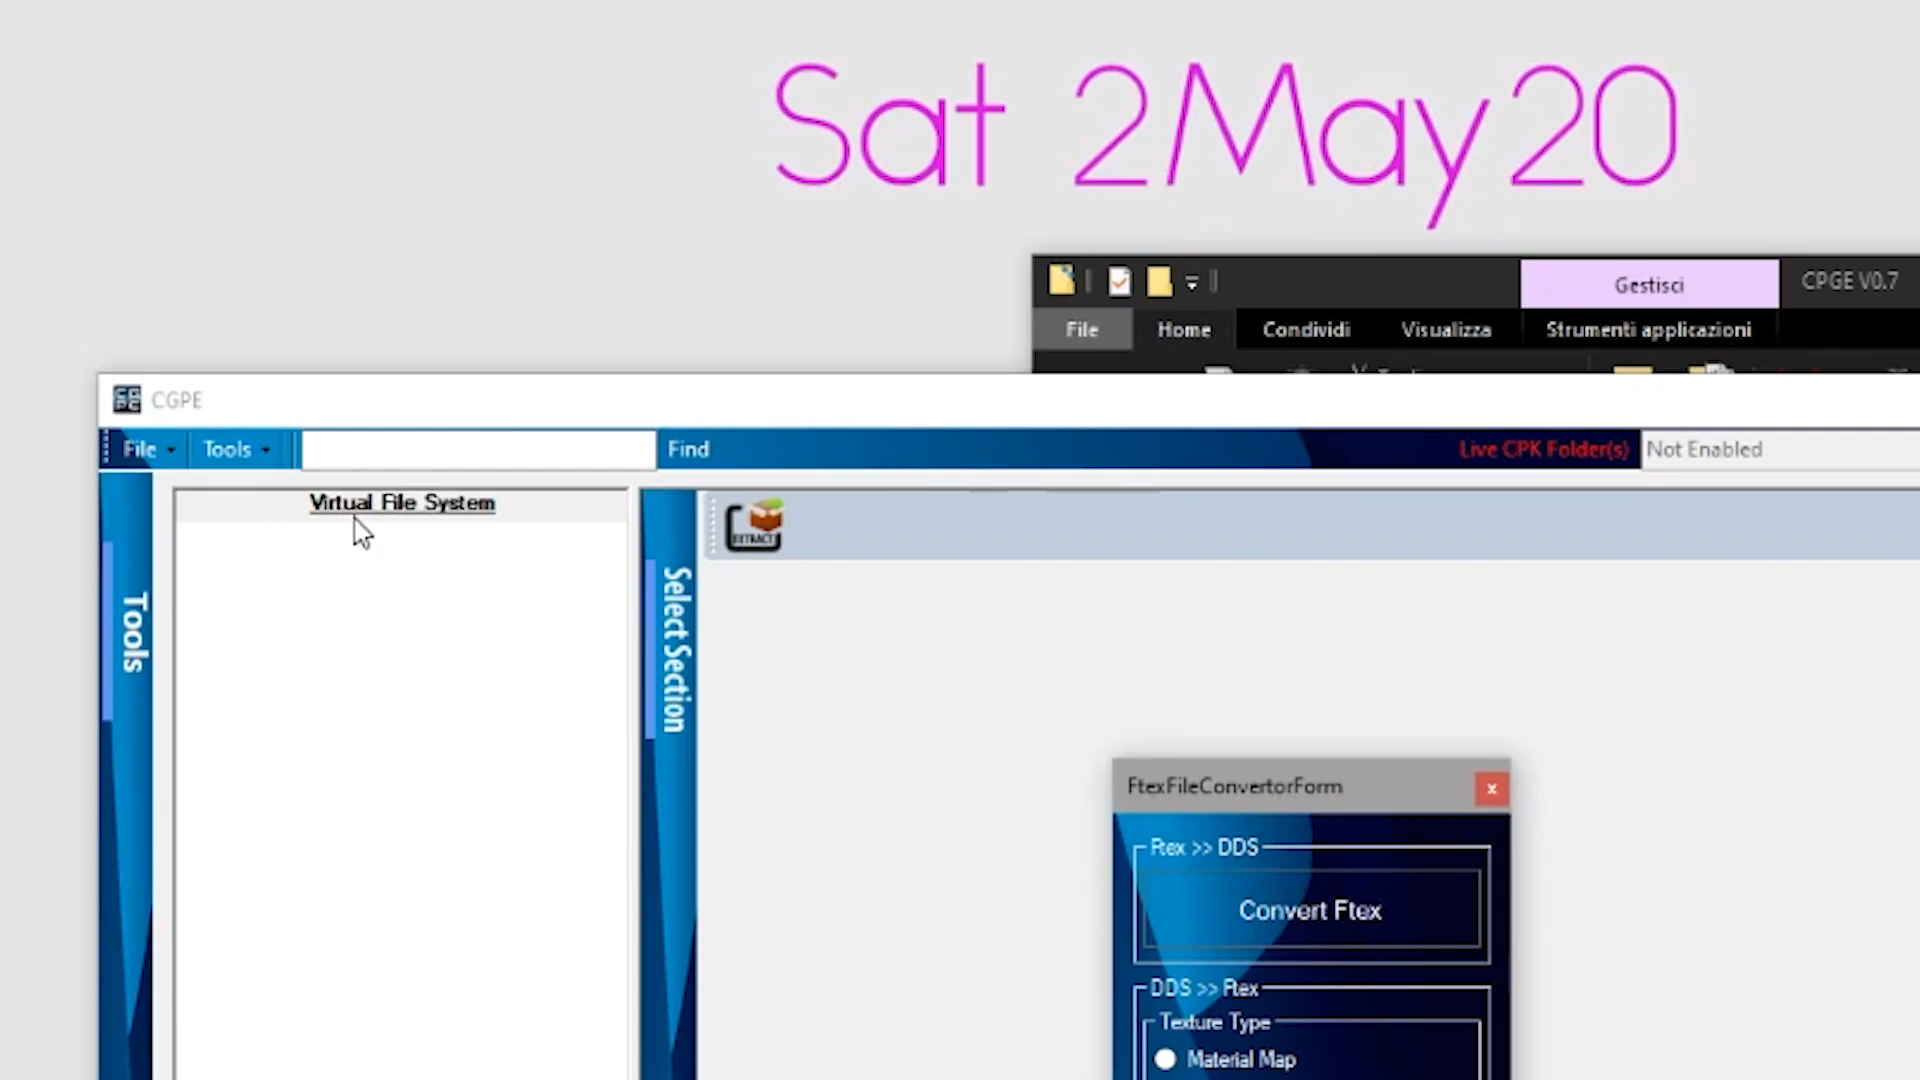 Sat 2May20
Gestisci
CPGE V0.7
File
Home
Condividi
Visualizza
Strumenti applicazioni
CGPE
File
Tools
Find
Live CPK Folder(s)
Not Enabled
Virtual File System
EXTRACT
Tools
Select Section
FtexFileConvertorForm
Ftex >> DDS
Convert Ftex
DDS >> Ftex
Texture Type
Material Map